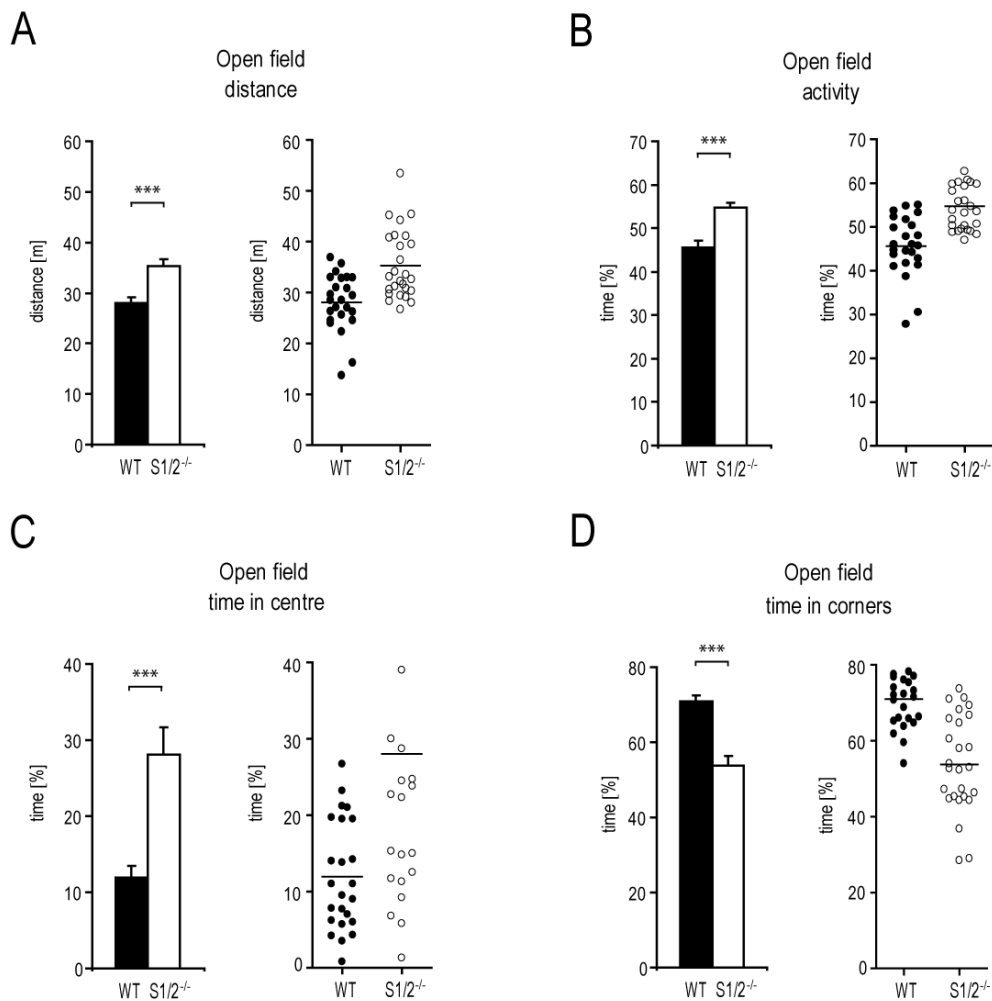 A
Open field
distance
60
50
40
30
20
10
0
distance [m]
***
WT S1/2-/-
60
50
40
30
20
10
0
distance [m]
WT S1/2-/-
B
Open field
activity
70
60
50
40
30
20
10
0
time [%]
***
WT S1/2-/-
70
60
50
40
30
20
10
0
time [%]
WT S1/2-/-
C
Open field
time in centre
40
30
20
10
0
time [%]
***
WT S1/2-/-
40
30
20
10
0
time [%]
WT S1/2-/-
D
Open field
time in corners
80
60
40
20
0
time [%]
***
WT S1/2-/-
80
60
40
20
0
time [%]
WT S1/2-/-